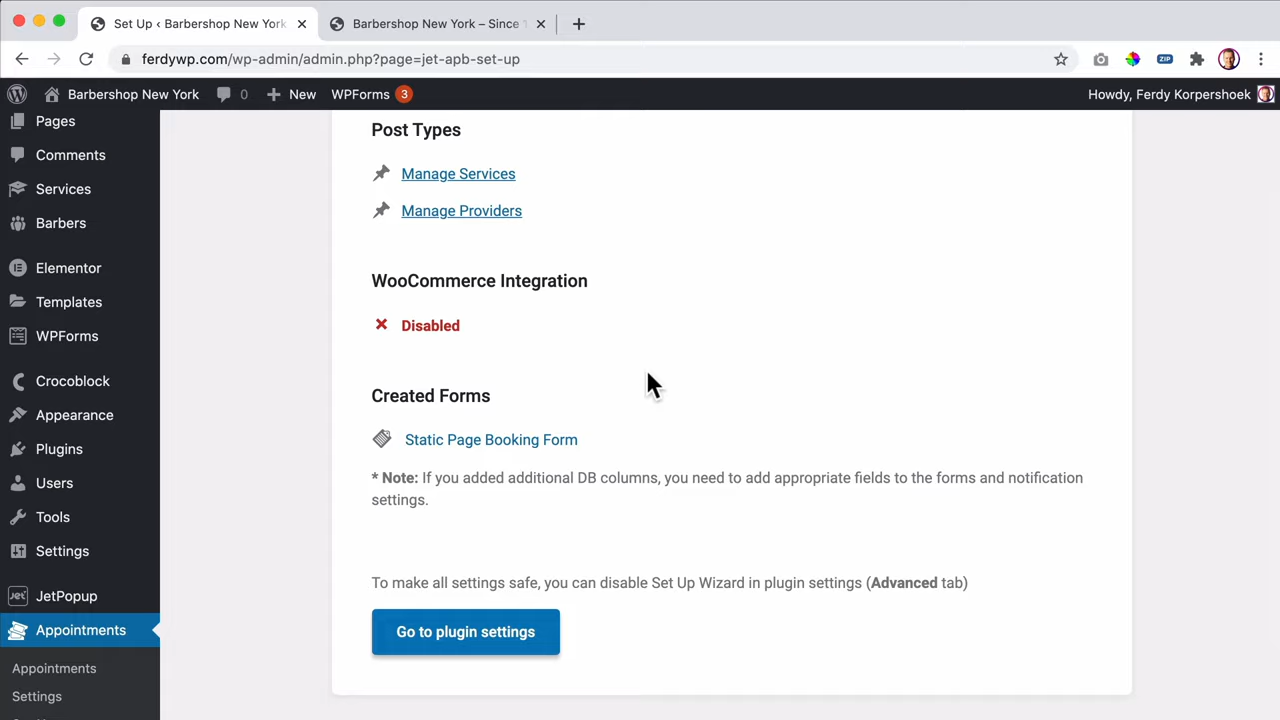 Set Up ‹ Barbershop New York
Barbershop New York – Since
ferdywp.com/wp-admin/admin.php?page=jet-apb-set-up
ZIP
Barbershop New York
0
New
WPForms 3
Howdy, Ferdy Korpershoek
Pages
Comments
Services
Barbers
Elementor
Templates
WPForms
Crocoblock
Appearance
Plugins
Users
Tools
Settings
JetPopup
Appointments
Appointments
Settings
Post Types
Manage Services
Manage Providers
WooCommerce Integration
Disabled
Created Forms
Static Page Booking Form
* Note: If you added additional DB columns, you need to add appropriate fields to the forms and notification
settings.
To make all settings safe, you can disable Set Up Wizard in plugin settings (Advanced tab)
Go to plugin settings